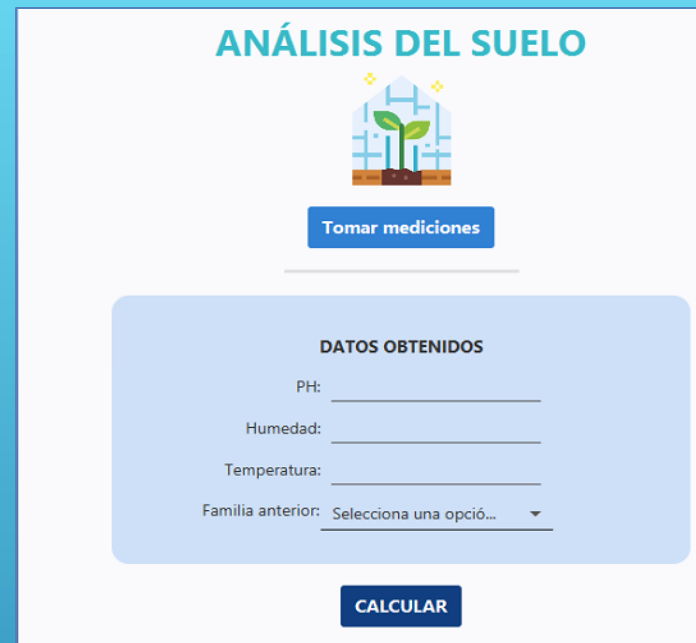 ANÁLISIS DEL SUELO
Tomar mediciones
DATOS OBTENIDOS
PH:
Humedad:
Temperatura:
Familia anterior: Selecciona una opció...
CALCULAR